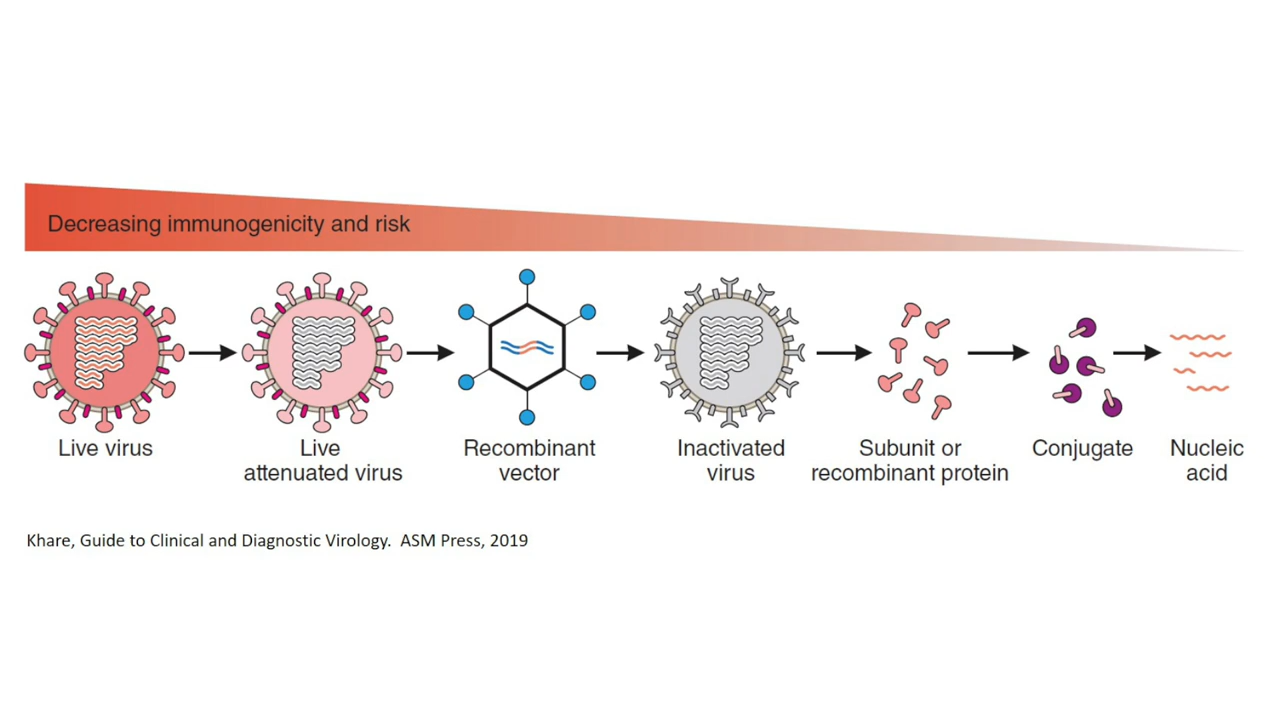 Decreasing immunogenicity and risk
Live virus
Live
attenuated virus
Recombinant
vector
Inactivated
virus
Subunit or
recombinant protein
Conjugate
Nucleic
acid
Khare, Guide to Clinical and Diagnostic Virology.  ASM Press, 2019